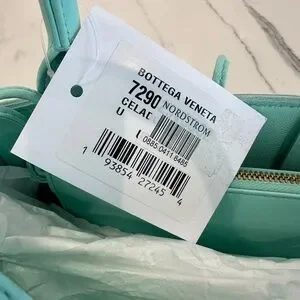 BOTTEGA VENETA
7290 NORDSTROM
CELAD
U
0885 0411 8485
1 93854 27245 4